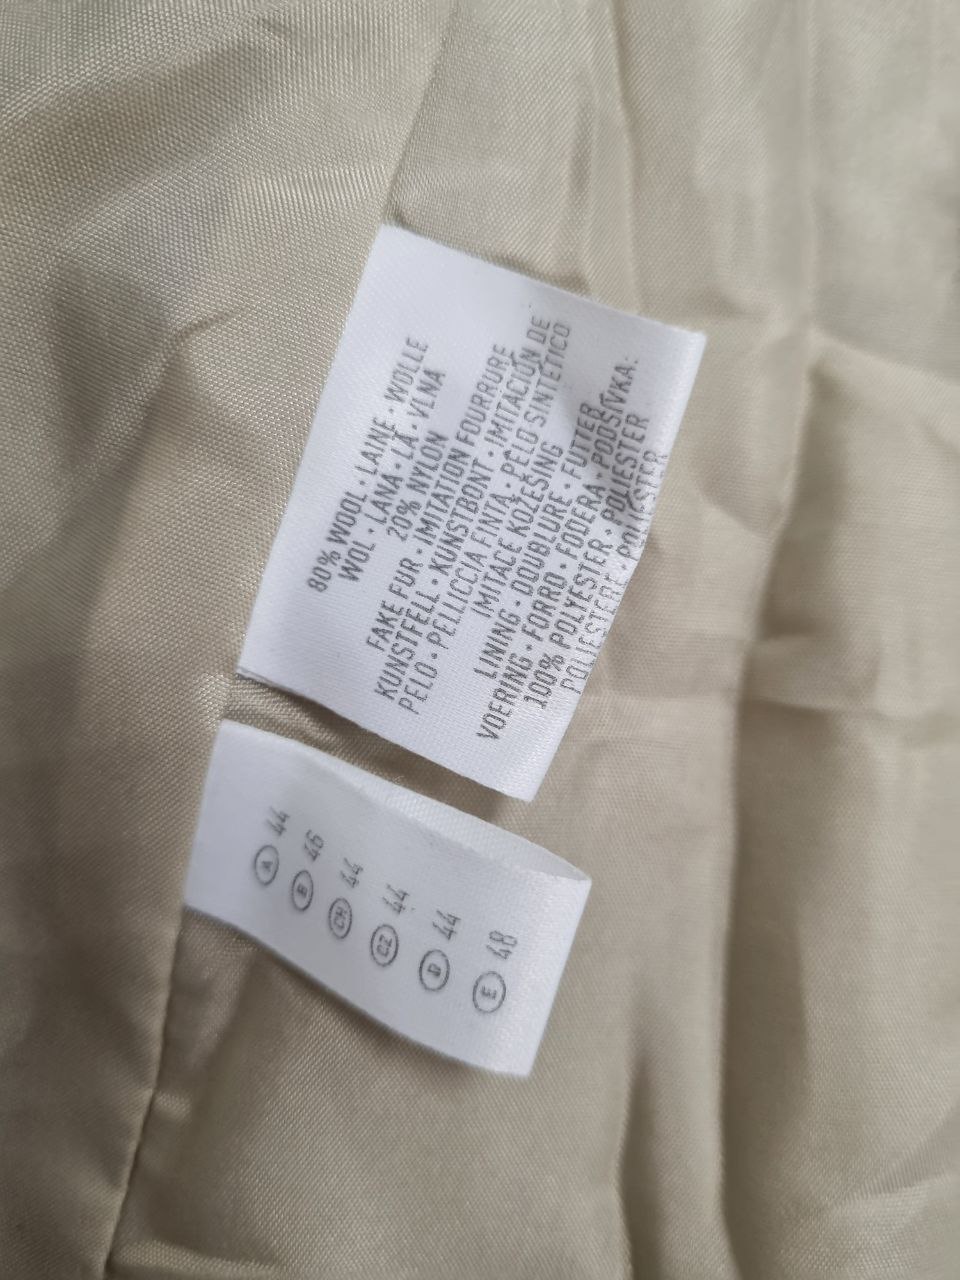 80% WOOL • LAINE • WOLLE
WOL • LANA • LÃ • VLNA
20% NYLON
FAKE FUR • IMITATION FOURRURE
KUNSTFELL • KUNSTBONT • IMITACIÓN DE
PELO • PELLICCIA FINTA • PÊLO SINTÉTICO
IMITACE KOŽEŠINY
LINING • DOUBLURE • FUTTER
VOERING • FORRO • FODERA • PODŠÍVKA:
100% POLYESTER • POLIESTER
POLIESTERE • POLIÉSTER
A 44
B 46
CH 44
CZ 44
D 44
E 48